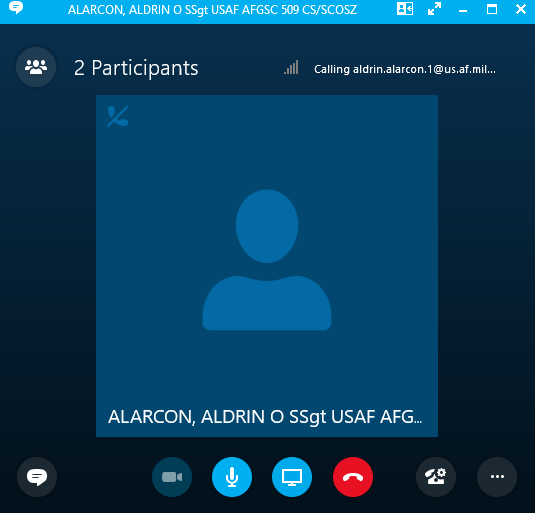 ALARCON, ALDRIN O SSgt USAF AFGSC 509 CS/SCOSZ
2 Participants
Calling aldrin.alarcon.1@us.af.mil...
ALARCON, ALDRIN O SSgt USAF AFG...